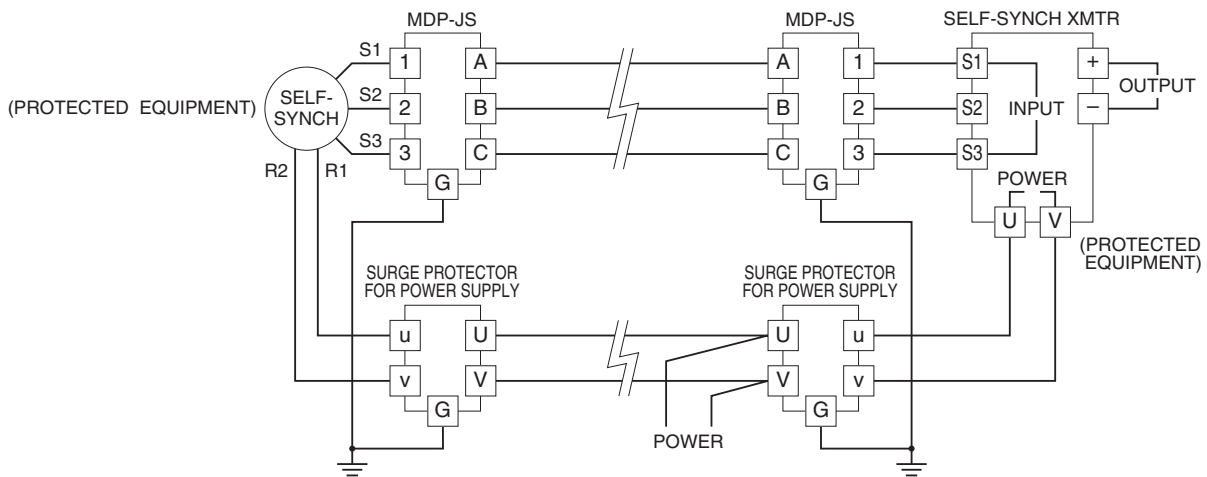 MDP-JS MDP-JS SELF-SYNCH XMTR
S1 1 A A 1 S1 +
(PROTECTED EQUIPMENT) SELF-SYNCH S2 2 B B 2 S2 INPUT – OUTPUT
S3 3 C C 3 S3
R2 R1 G G POWER
U V
(PROTECTED
EQUIPMENT)
SURGE PROTECTOR
FOR POWER SUPPLY
SURGE PROTECTOR
FOR POWER SUPPLY
u U U u
v V V v
G G
POWER